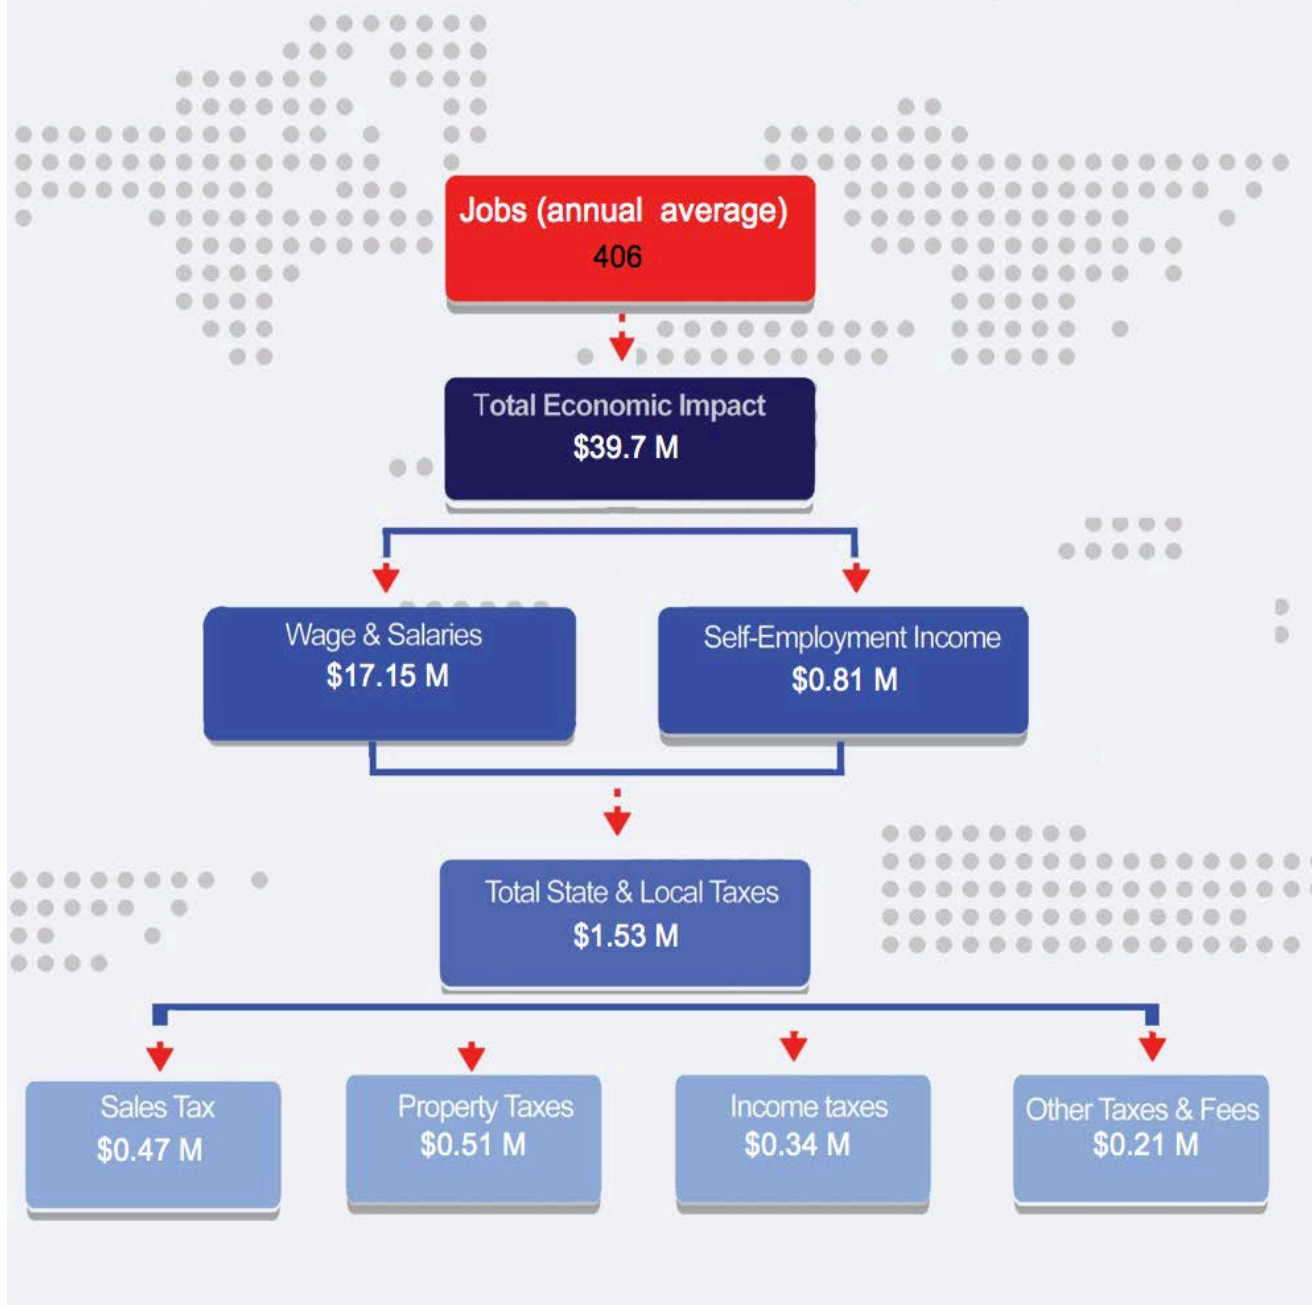 Jobs (annual average)
406
Total Economic Impact
$39.7 M
Wage & Salaries
$17.15 M
Self-Employment Income
$0.81 M
Total State & Local Taxes
$1.53 M
Sales Tax
$0.47 M
Property Taxes
$0.51 M
Income taxes
$0.34 M
Other Taxes & Fees
$0.21 M